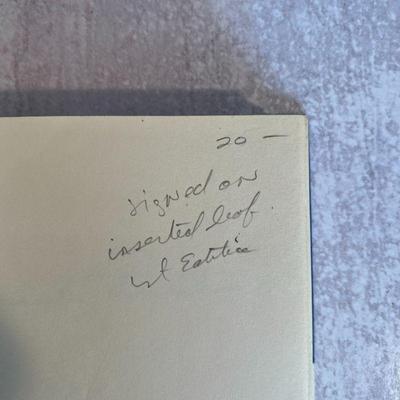 20 —
signed on
inserted leaf.
1st Edition